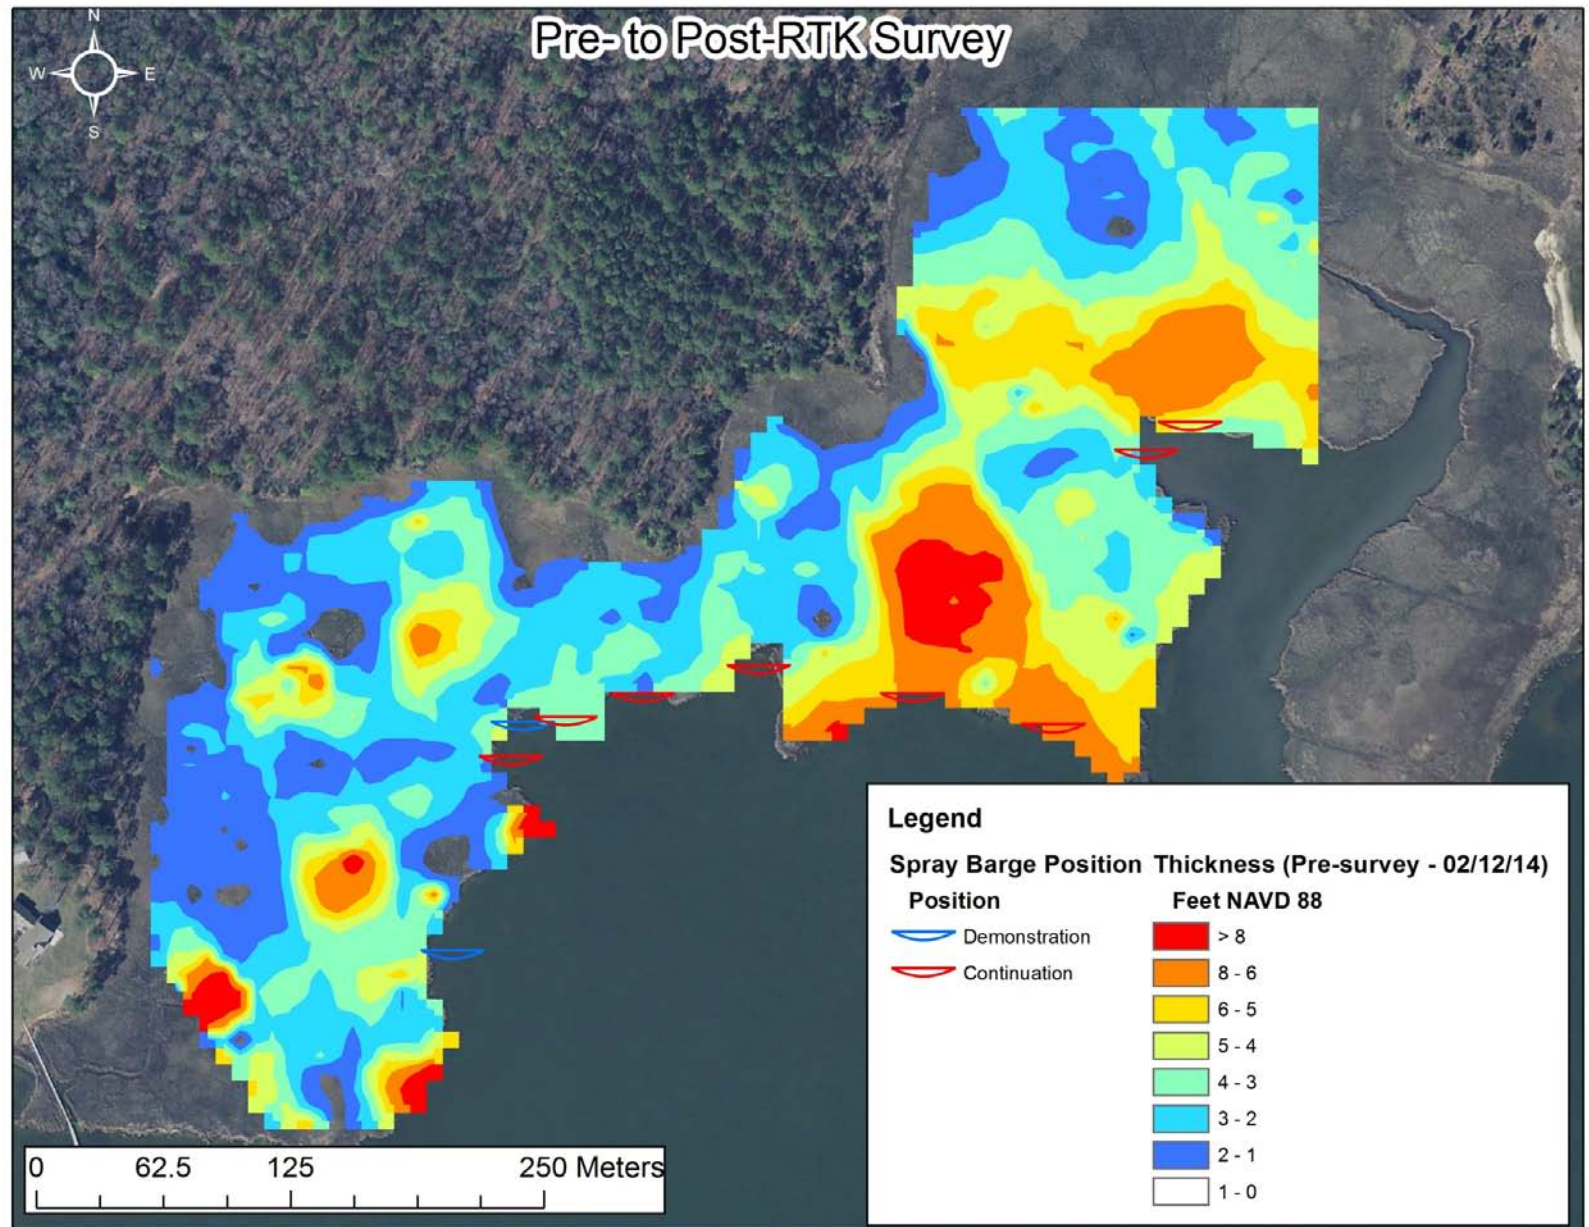 Pre- to Post-RTK Survey
N
W E
S
Legend
Spray Barge Position Thickness (Pre-survey - 02/12/14)
Position Feet NAVD 88
Demonstration > 8
Continuation 8 - 6
6 - 5
5 - 4
4 - 3
3 - 2
2 - 1
1 - 0
0 62.5 125 250 Meters